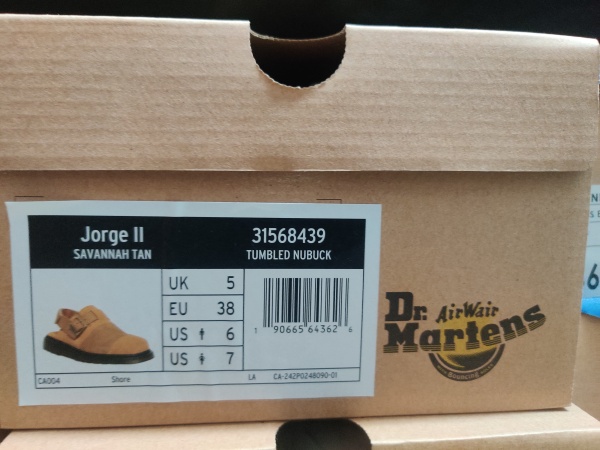 Jorge II
SAVANNAH TAN
31568439
TUMBLED NUBUCK
UK 5
EU 38
US 6
US 7
1 90665 64362 6
CA004 Shore
LA CA-242P0248090-01
Dr. AirWair
Martens
6